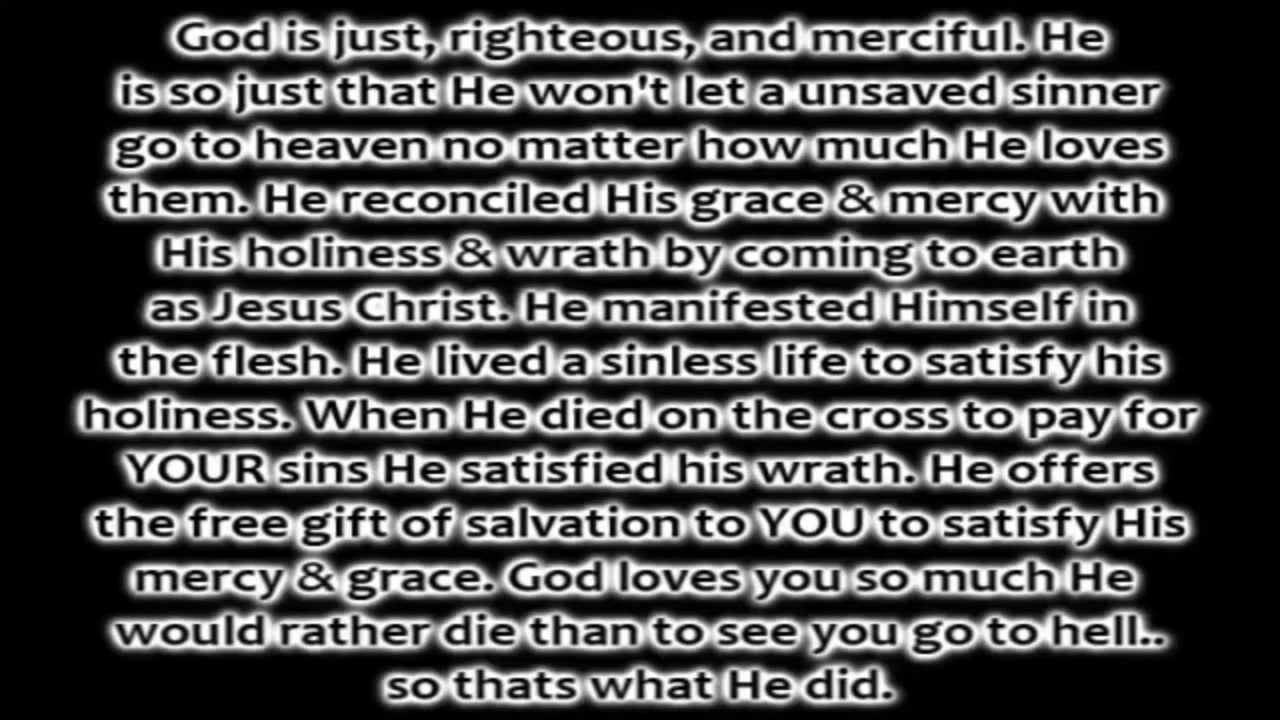 God is just, righteous, and merciful. He
is so just that He won't let a unsaved sinner
go to heaven no matter how much He loves
them. He reconciled His grace & mercy with
His holiness & wrath by coming to earth
as Jesus Christ. He manifested Himself in
the flesh. He lived a sinless life to satisfy his
holiness. When He died on the cross to pay for
YOUR sins He satisfied his wrath. He offers
the free gift of salvation to YOU to satisfy His
mercy & grace. God loves you so much He
would rather die than to see you go to hell..
so thats what He did.